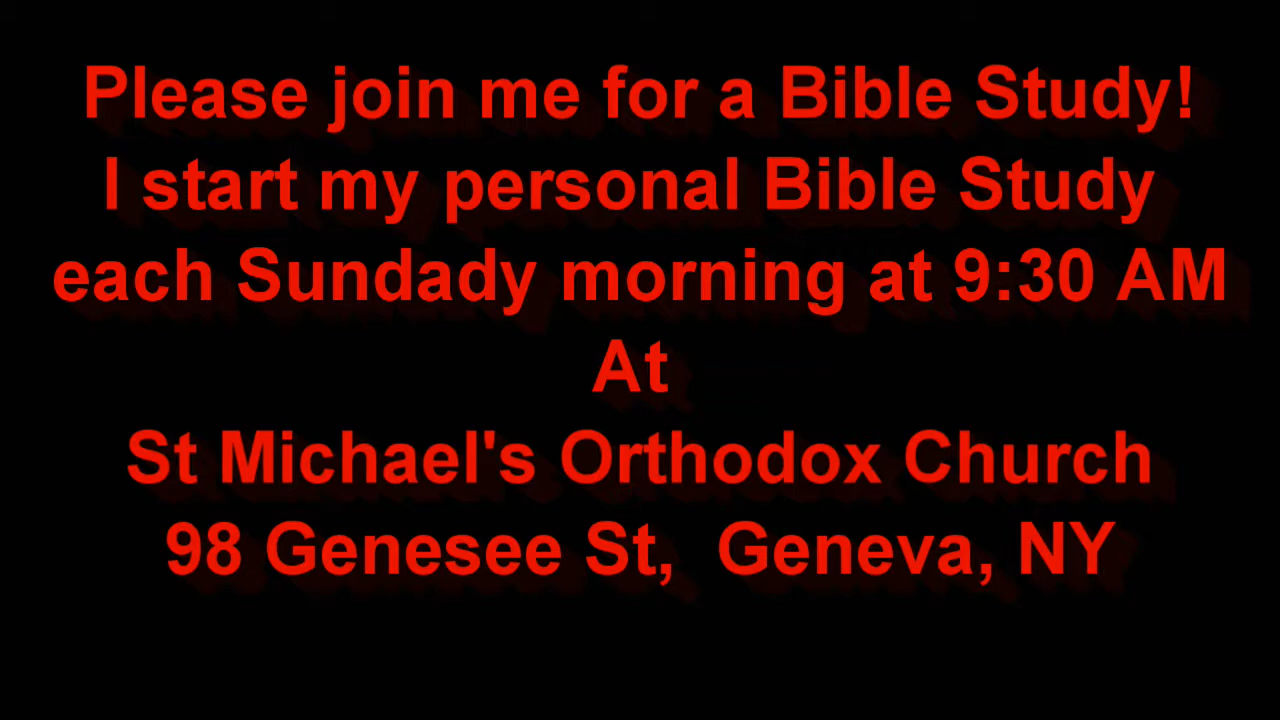 Please join me for a Bible Study!
I start my personal Bible Study
each Sundady morning at 9:30 AM
At
St Michael's Orthodox Church
98 Genesee St,  Geneva, NY